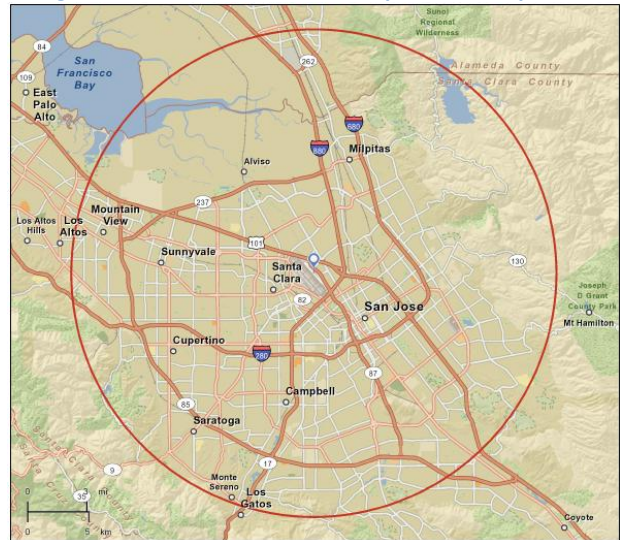 Sunol
Regional
Wilderness
84
San
Francisco
Bay
262
Alameda County
Santa Clara County
109
East
Palo
Alto
680
880
Milpitas
Alviso
237
Los Altos
Hills
Los
Altos
Mountain
View
101
Sunnyvale
Santa
Clara
130
82
San Jose
Joseph
D Grant
County Park
Mt Hamilton
Cupertino
280
87
Campbell
85
Saratoga
17
9
Monte
Sereno
Los
Gatos
35
0 mi
0 5 km
Coyote